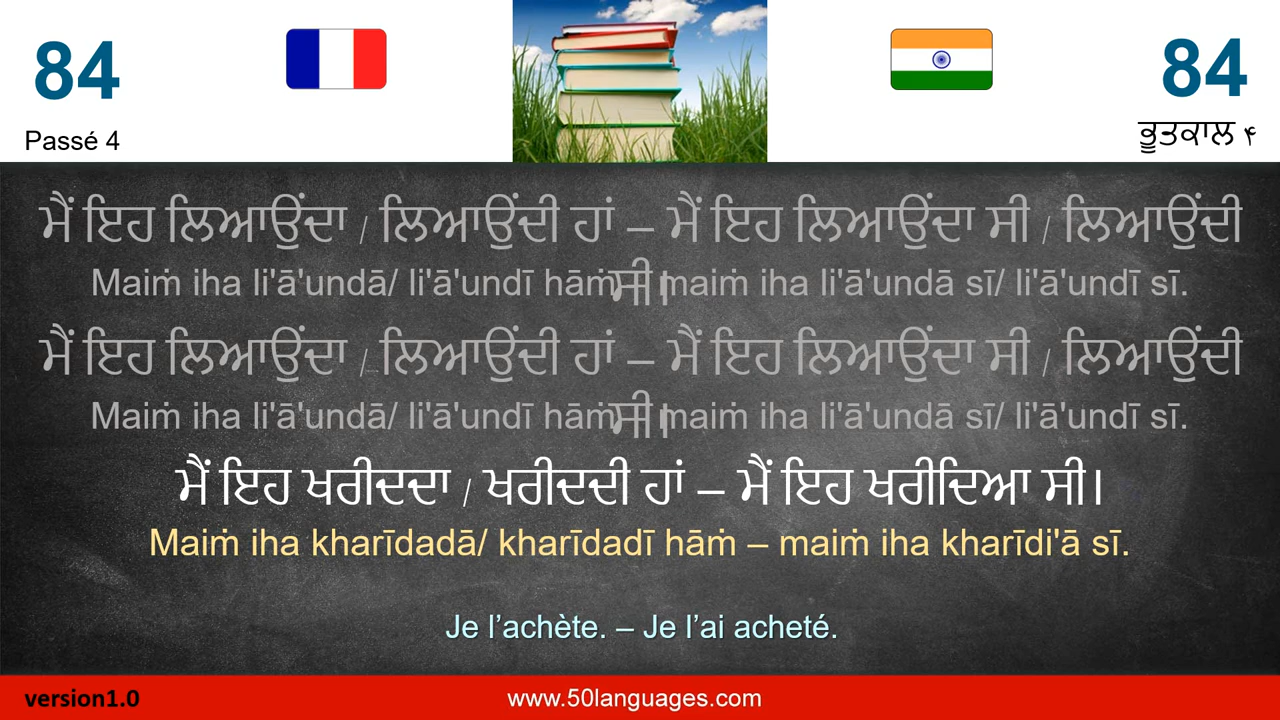 84
84
Passé 4
ਭੂਤਕਾਲ ۴
ਮੈਂ ਇਹ ਲਿਆਉਂਦਾ / ਲਿਆਉਂਦੀ ਹਾਂ – ਮੈਂ ਇਹ ਲਿਆਉਂਦਾ ਸੀ / ਲਿਆਉਂਦੀ
ਸੀ।
Maiṁ iha li'ā'undā/ li'ā'undī hāṁ maiṁ iha li'ā'undā sī/ li'ā'undī sī.
ਮੈਂ ਇਹ ਲਿਆਉਂਦਾ / ਲਿਆਉਂਦੀ ਹਾਂ – ਮੈਂ ਇਹ ਲਿਆਉਂਦਾ ਸੀ / ਲਿਆਉਂਦੀ
ਸੀ।
Maiṁ iha li'ā'undā/ li'ā'undī hāṁ maiṁ iha li'ā'undā sī/ li'ā'undī sī.
ਮੈਂ ਇਹ ਖਰੀਦਦਾ / ਖਰੀਦਦੀ ਹਾਂ – ਮੈਂ ਇਹ ਖਰੀਦਿਆ ਸੀ।
Maiṁ iha kharīdadā/ kharīdadī hāṁ – maiṁ iha kharīdi'ā sī.
Je l’achète. – Je l’ai acheté.
version1.0
www.50languages.com